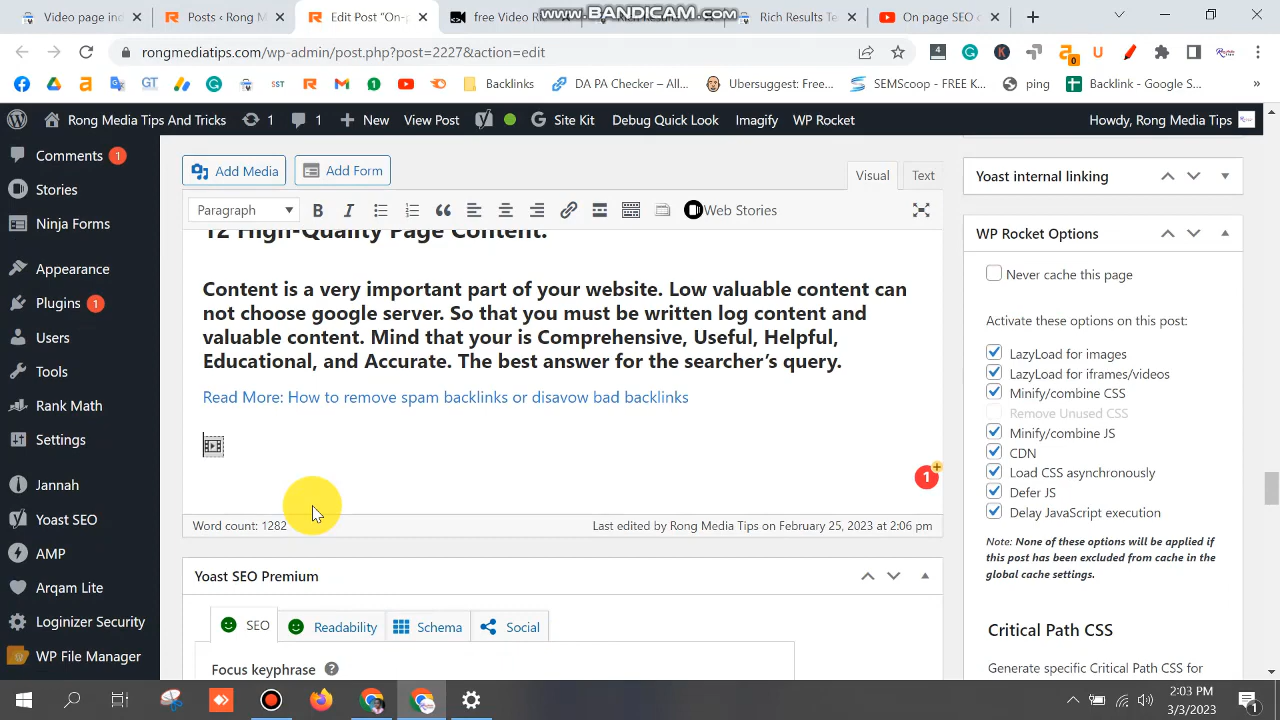 Video page ind
Posts ‹ Rong M
Edit Post "On-p
free Video R
www.BANDICAM.com
Rich Results Te
On page SEO c
rongmediatips.com/wp-admin/post.php?post=2227&action=edit
GT
SST
Backlinks
DA PA Checker – Al...
Ubersuggest: Free...
SEMScoop - FREE K...
ping
Backlink - Google S...
Rong Media Tips And Tricks
1
1
New
View Post
Site Kit
Debug Quick Look
Imagify
WP Rocket
Howdy, Rong Media Tips
Comments 1
Stories
Ninja Forms
Appearance
Plugins 1
Users
Tools
Rank Math
Settings
Jannah
Yoast SEO
AMP
Arqam Lite
Loginizer Security
WP File Manager
Add Media
Add Form
Visual
Text
Paragraph
B
I
Web Stories
12 High-Quality Page Content.
Content is a very important part of your website. Low valuable content can
not choose google server. So that you must be written log content and
valuable content. Mind that your is Comprehensive, Useful, Helpful,
Educational, and Accurate. The best answer for the searcher's query.
Read More: How to remove spam backlinks or disavow bad backlinks
1
Word count: 1282
Last edited by Rong Media Tips on February 25, 2023 at 2:06 pm
Yoast SEO Premium
SEO
Readability
Schema
Social
Focus keyphrase
Yoast internal linking
WP Rocket Options
Never cache this page
Activate these options on this post:
LazyLoad for images
LazyLoad for iframes/videos
Minify/combine CSS
Remove Unused CSS
Minify/combine JS
CDN
Load CSS asynchronously
Defer JS
Delay JavaScript execution
Note: None of these options will be applied if
this post has been excluded from cache in the
global cache settings.
Critical Path CSS
Generate specific Critical Path CSS for
2:03 PM
3/3/2023